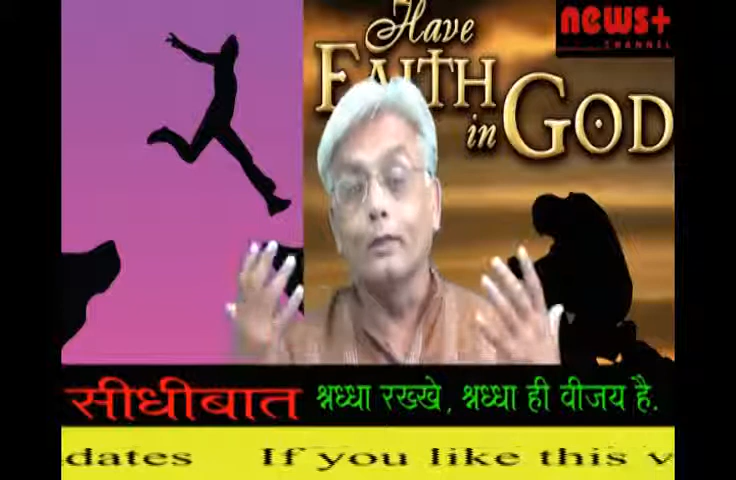 Have
FAITH
in GOD
news+
CHANNEL
सीधीबात श्रध्धा रख्खे, श्रध्धा ही वीजय है.
dates If you like this v